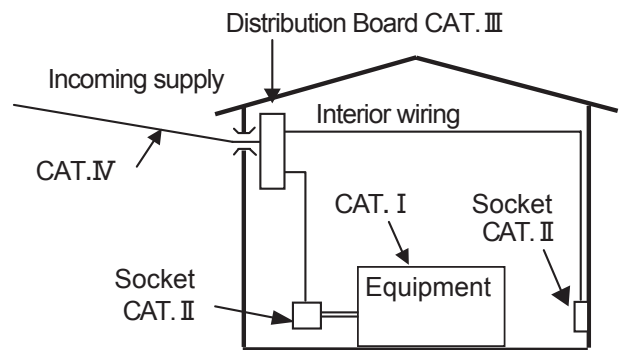 Distribution Board CAT.Ⅲ
Incoming supply
Interior wiring
CAT.Ⅳ
CAT.Ⅰ
Socket
CAT.Ⅱ
Equipment
Socket
CAT.Ⅱ